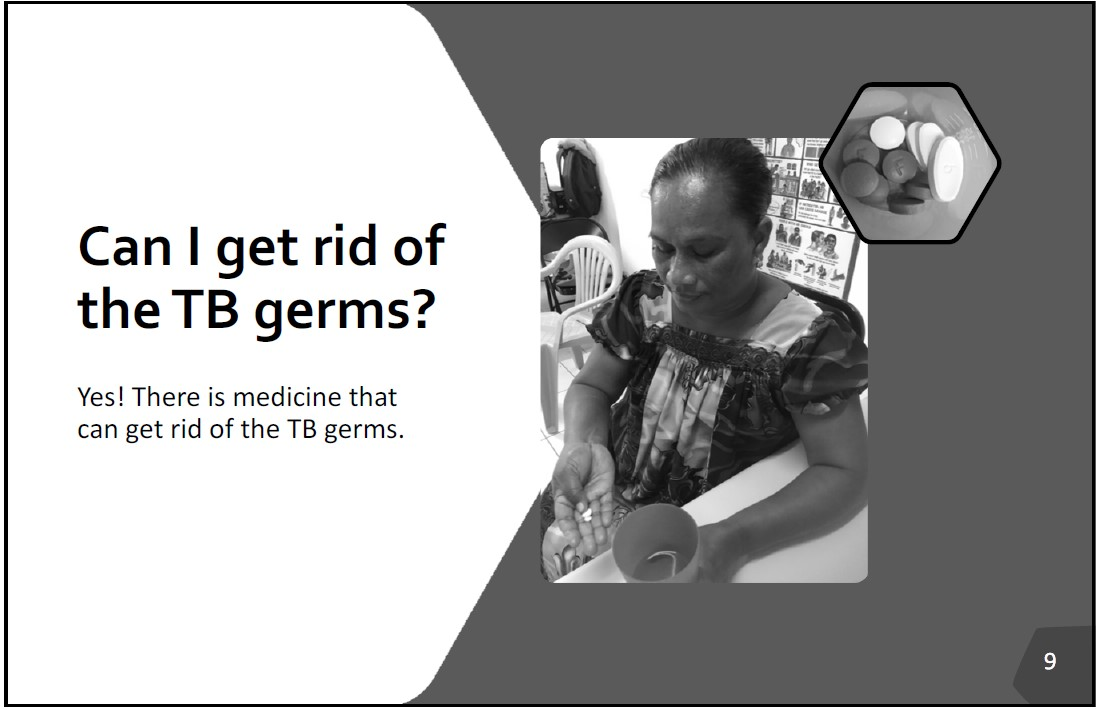 Can I get rid of
the TB germs?
Yes! There is medicine that
can get rid of the TB germs.
9